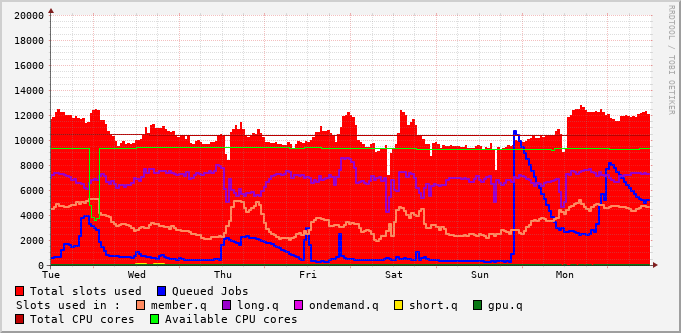 20000
18000
16000
14000
12000
10000
8000
6000
4000
2000
0
Tue Wed Thu Fri Sat Sun Mon
Total slots used Queued Jobs
Slots used in : member.q long.q ondemand.q short.q gpu.q
Total CPU cores Available CPU cores
RRDTOOL / TOBI OETIKER